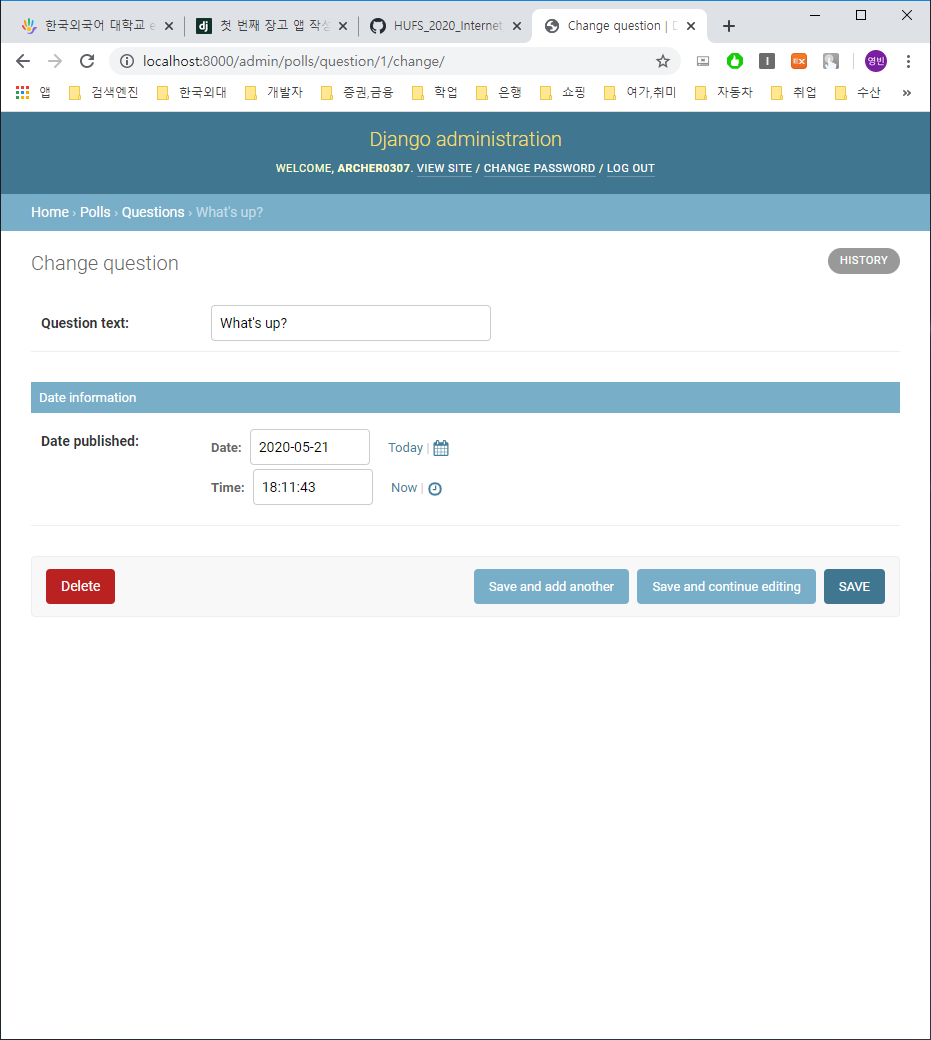 한국외국어 대학교 e
dj 첫 번째 장고 앱 작성
HUFS_2020_Internet
Change question | D
localhost:8000/admin/polls/question/1/change/
EX
영빈
앱 검색엔진 한국외대 개발자 증권,금융 학업 은행 쇼핑 여가,취미 자동차 취업 수산 »
Django administration
WELCOME, ARCHER0307. VIEW SITE / CHANGE PASSWORD / LOG OUT
Home › Polls › Questions › What's up?
Change question
HISTORY
Question text: What's up?
Date information
Date published: Date: 2020-05-21 Today |
Time: 18:11:43 Now |
Delete Save and add another Save and continue editing SAVE